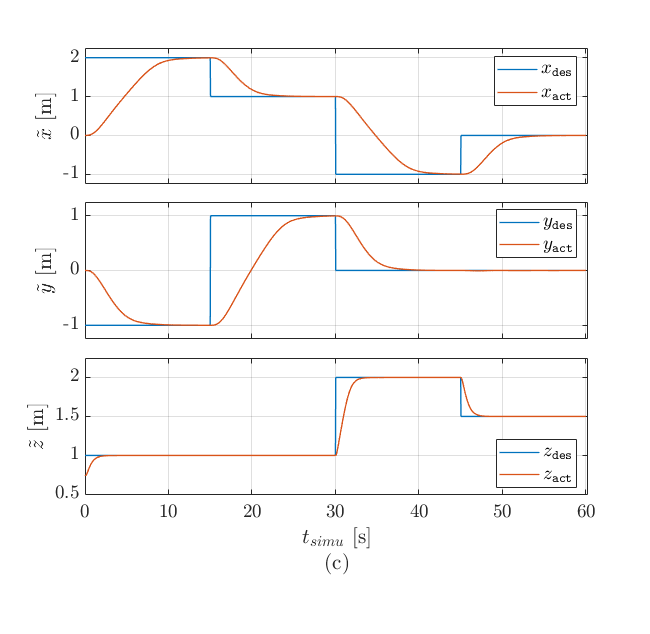 2
1
0
-1
x̃ [m]
x_des
x_act
1
0
-1
ỹ [m]
y_des
y_act
2
1.5
1
0.5
z̃ [m]
z_des
z_act
0 10 20 30 40 50 60
t_simu [s]
(c)